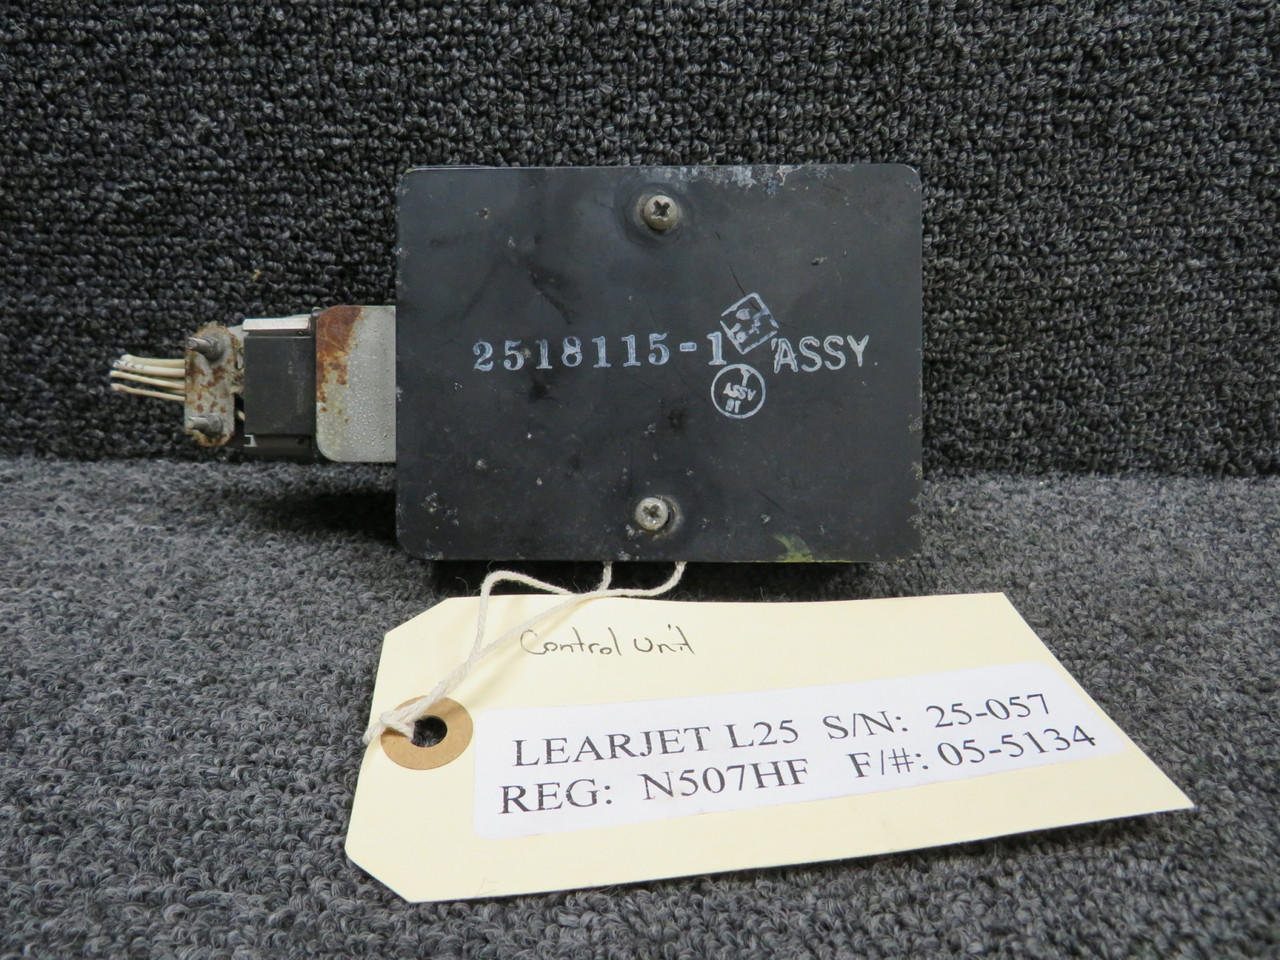 2518115-1 ASSY
ASSY
Control Unit
LEARJET L25 S/N: 25-057
REG: N507HF F/#: 05-5134